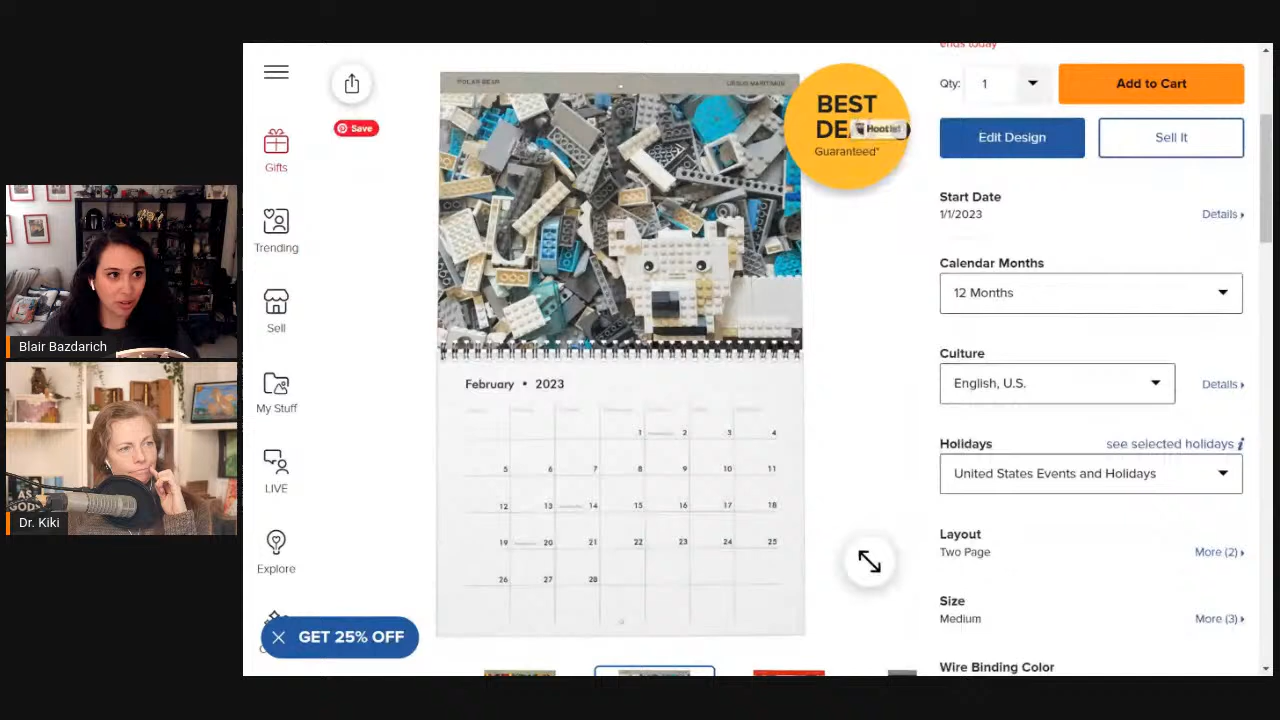 ends today
Qty:
1
Add to Cart
Edit Design
Sell It
Start Date
1/1/2023
Details
Calendar Months
12 Months
Culture
English, U.S.
Details
Holidays
see selected holidays i
United States Events and Holidays
Layout
Two Page
More (2)
Size
Medium
More (3)
Wire Binding Color
Gifts
Trending
Sell
My Stuff
LIVE
Explore
GET 25% OFF
Save
POLAR BEAR
URSUS MARITIMUS
BEST
Guaranteed*
February • 2023
1 2 3 4
5 6 7 8 9 10 11
12 13 14 15 16 17 18
19 20 21 22 23 24 25
26 27 28
Blair Bazdarich
AS
GODS
Dr. Kiki